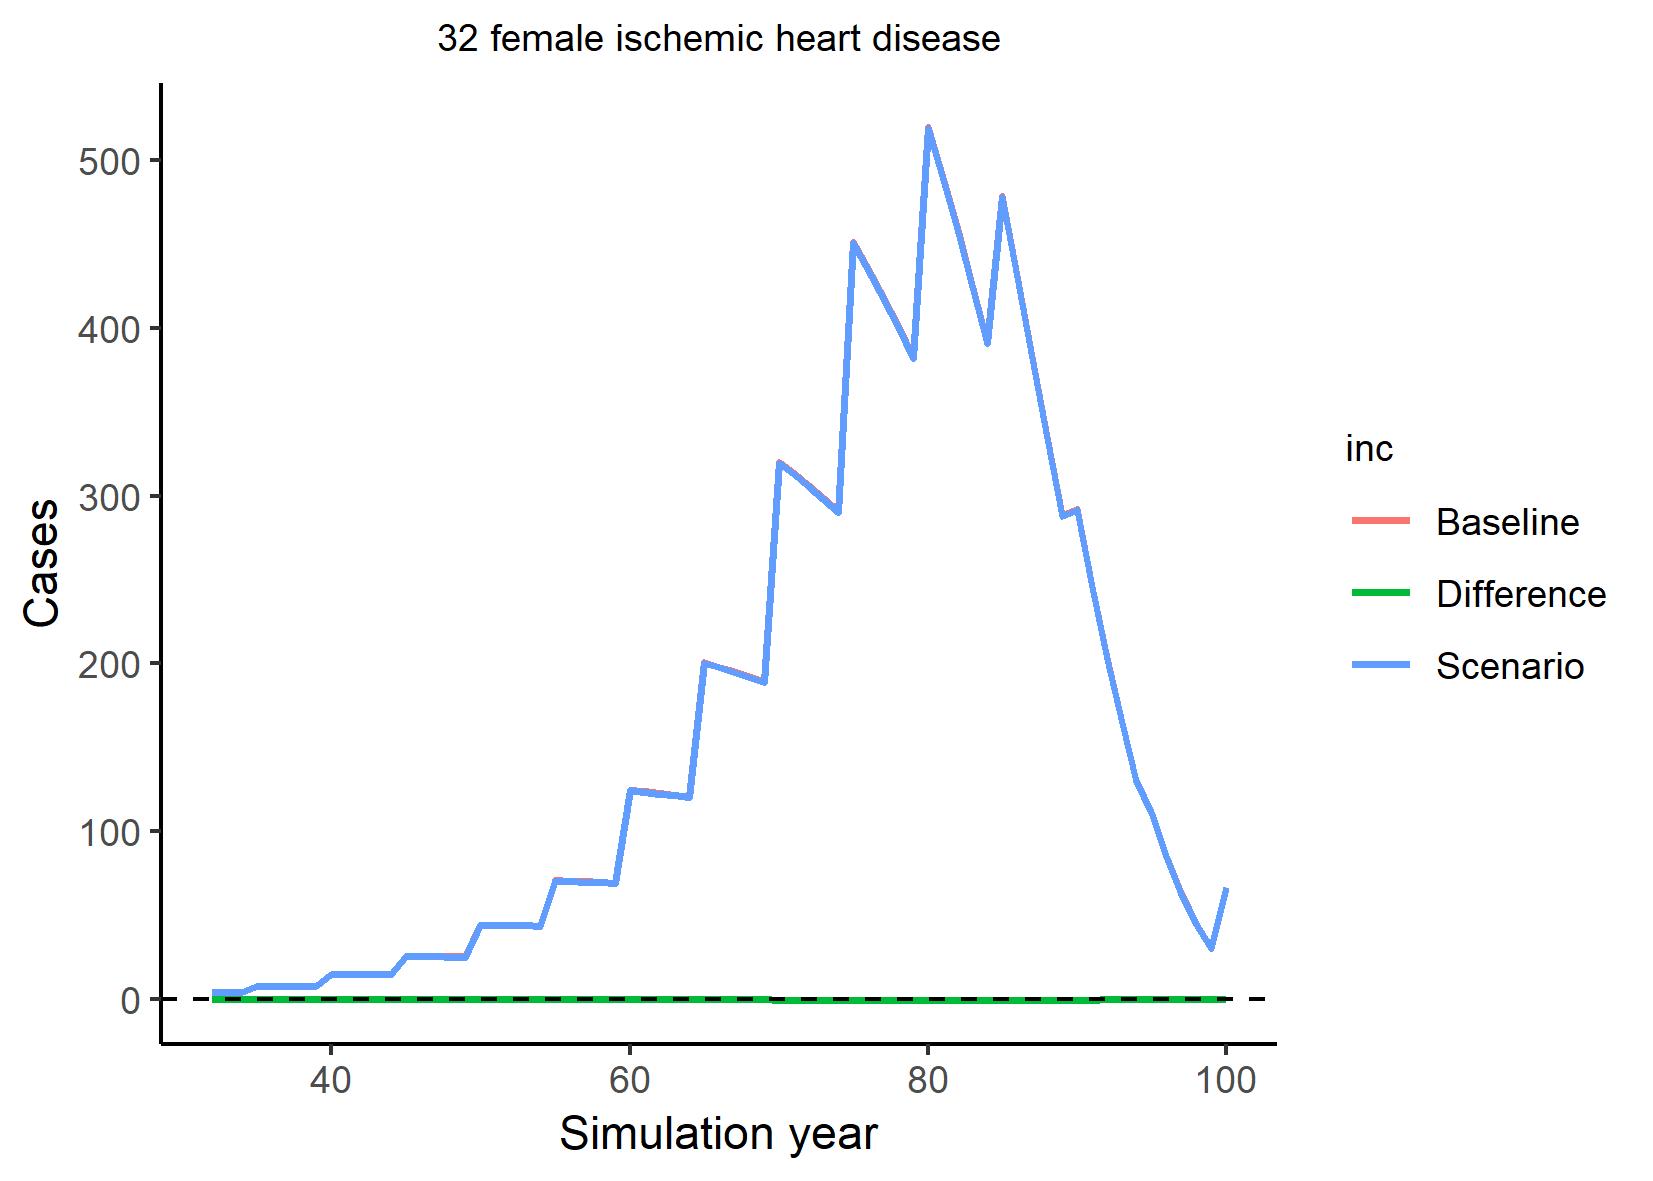 32 female ischemic heart disease
500
400
300
200
100
0
Cases
40 60 80 100
Simulation year
inc
Baseline
Difference
Scenario